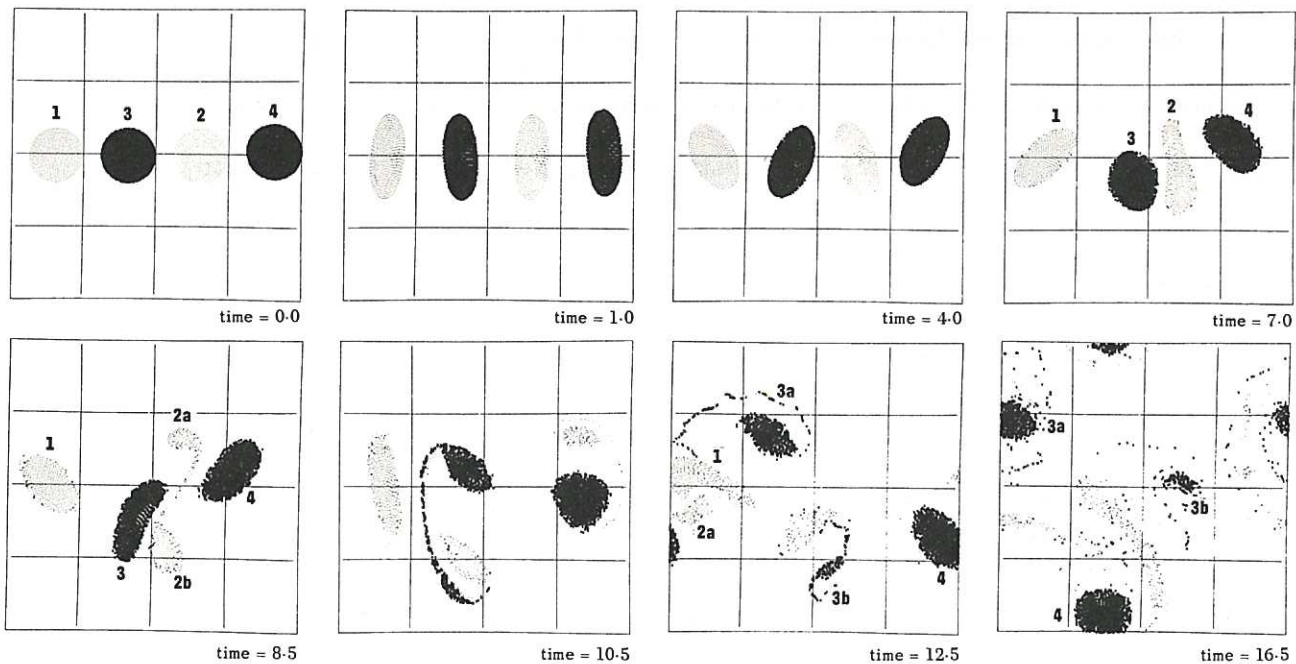 1 3 2 4
time = 0·0
time = 1·0
time = 4·0
1 3 2 4
time = 7·0
1 2a 3 2b 4
time = 8·5
time = 10·5
3a 1 2a 3b 4
time = 12·5
3a 3b 4
time = 16·5